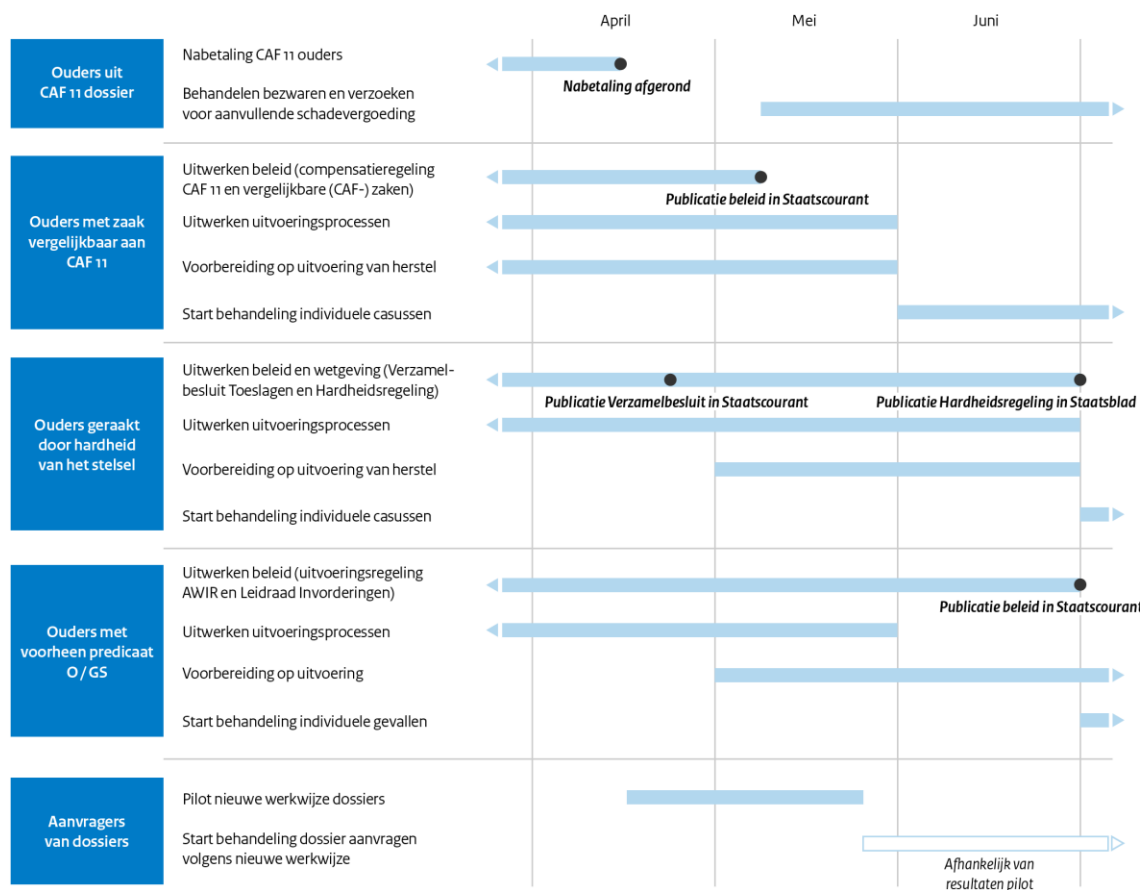 April
Mei
Juni
Ouders uit
CAF 11 dossier
Nabetaling CAF 11 ouders
Nabetaling afgerond
Behandelen bezwaren en verzoeken
voor aanvullende schadevergoeding
Ouders met zaak
vergelijkbaar aan
CAF 11
Uitwerken beleid (compensatieregeling
CAF 11 en vergelijkbare (CAF-) zaken)
Publicatie beleid in Staatscourant
Uitwerken uitvoeringsprocessen
Voorbereiding op uitvoering van herstel
Start behandeling individuele casussen
Ouders geraakt
door hardheid
van het stelsel
Uitwerken beleid en wetgeving (Verzamel-
besluit Toeslagen en Hardheidsregeling)
Publicatie Verzamelbesluit in Staatscourant
Publicatie Hardheidsregeling in Staatsblad
Uitwerken uitvoeringsprocessen
Voorbereiding op uitvoering van herstel
Start behandeling individuele casussen
Ouders met
voorheen predicaat
O / GS
Uitwerken beleid (uitvoeringsregeling
AWIR en Leidraad Invorderingen)
Publicatie beleid in Staatscourant
Uitwerken uitvoeringsprocessen
Voorbereiding op uitvoering
Start behandeling individuele gevallen
Aanvragers
van dossiers
Pilot nieuwe werkwijze dossiers
Start behandeling dossier aanvragen
volgens nieuwe werkwijze
Afhankelijk van
resultaten pilot